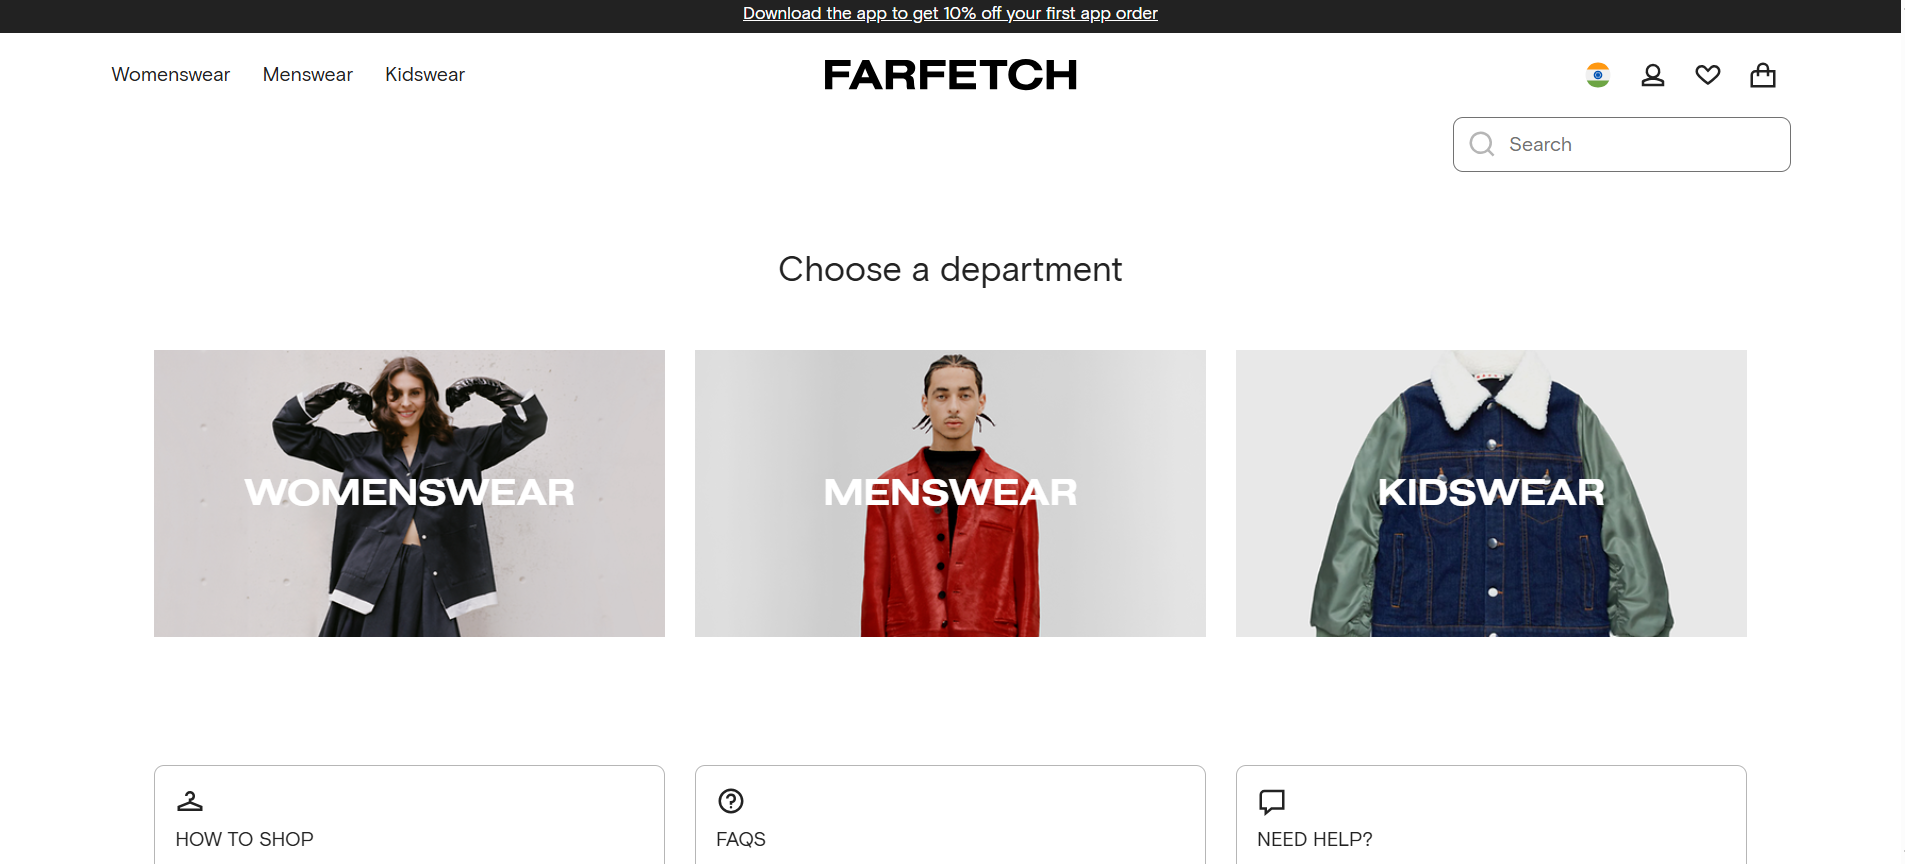 Download the app to get 10% off your first app order
Womenswear Menswear Kidswear
FARFETCH
Search
Choose a department
WOMENSWEAR
MENSWEAR
KIDSWEAR
HOW TO SHOP
FAQS
NEED HELP?